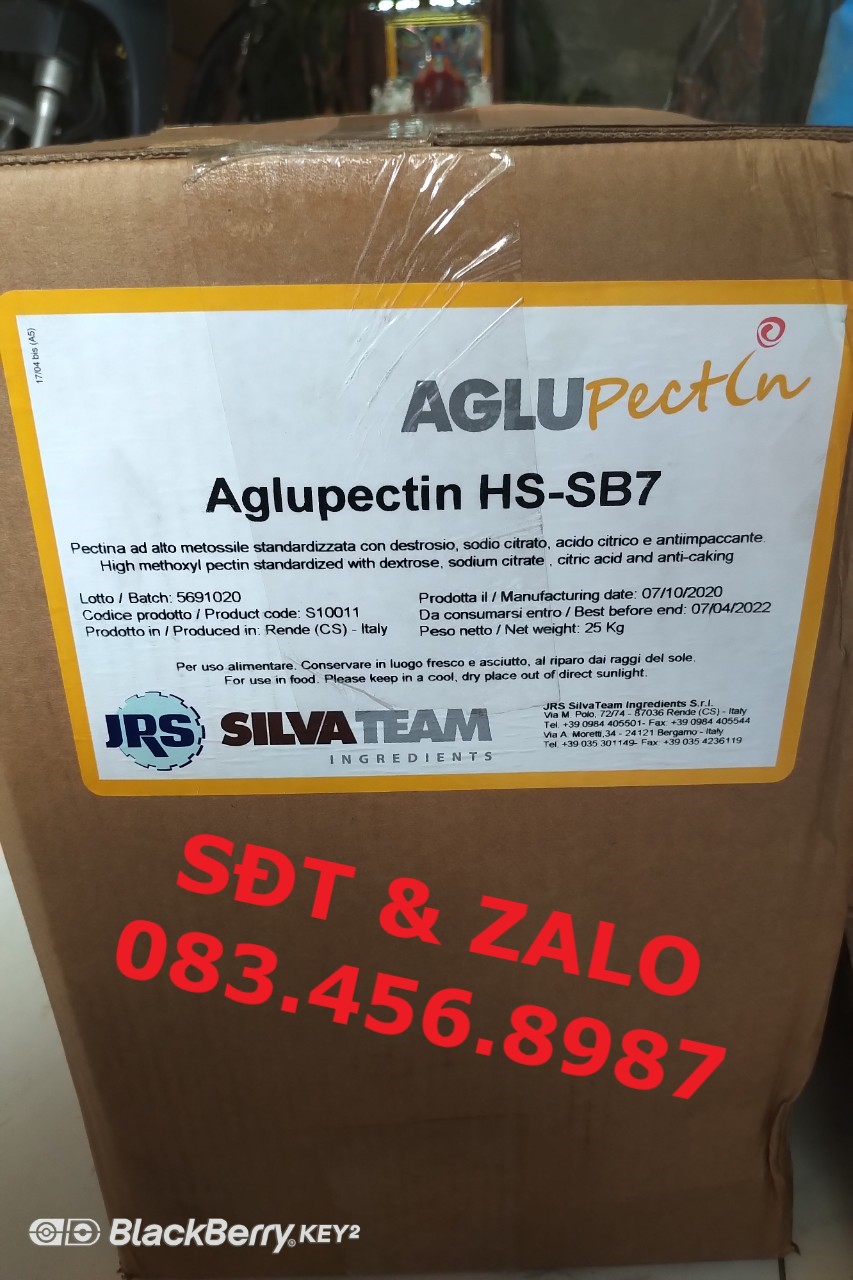 17/04 bis (A5)
AGLUPectin
Aglupectin HS-SB7
Pectina ad alto metossile standardizzata con destrosio, sodio citrato, acido citrico e antiimpaccante.
High methoxyl pectin standardized with dextrose, sodium citrate , citric acid and anti-caking
Lotto / Batch: 5691020
Codice prodotto / Product code: S10011
Prodotto in / Produced in: Rende (CS) - Italy
Prodotta il / Manufacturing date: 07/10/2020
Da consumarsi entro / Best before end: 07/04/2022
Peso netto / Net weight: 25 Kg
Per uso alimentare. Conservare in luogo fresco e asciutto, al riparo dai raggi del sole.
For use in food. Please keep in a cool, dry place out of direct sunlight.
JRS SILVATEAM
INGREDIENTS
JRS SilvaTeam Ingredients S.r.l.
Via M. Polo, 72/74 - 87036 Rende (CS) - Italy
Tel. +39 0984 405501- Fax: +39 0984 405544
Via A. Moretti,34 - 24121 Bergamo - Italy
Tel. +39 035 301149- Fax: +39 035 4236119
SĐT & ZALO
083.456.8987
BlackBerry KEY²